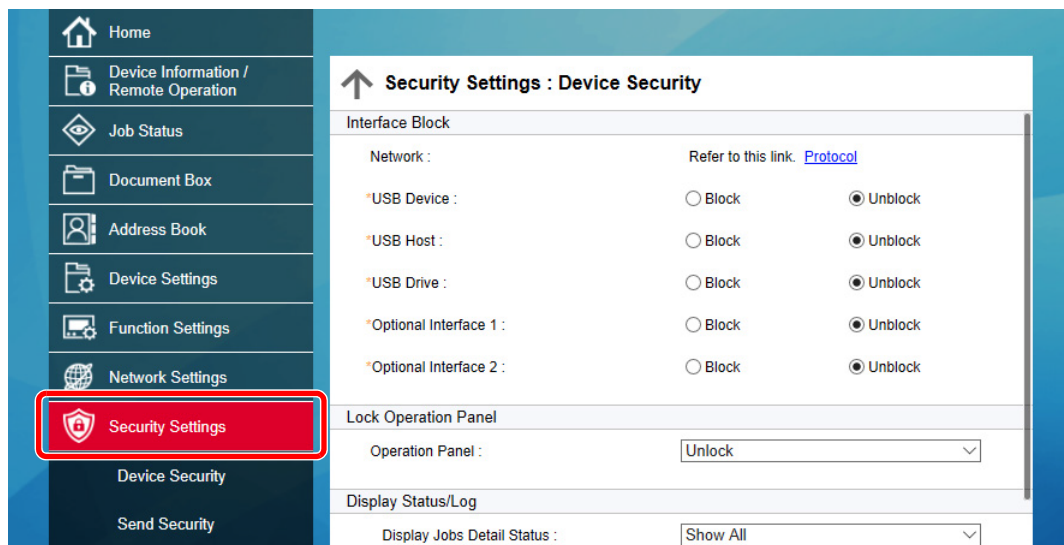 Home
Device Information /
Remote Operation
Job Status
Document Box
Address Book
Device Settings
Function Settings
Network Settings
Security Settings
Device Security
Send Security
Security Settings : Device Security
Interface Block
Network : Refer to this link. Protocol
*USB Device : Block Unblock
*USB Host : Block Unblock
*USB Drive : Block Unblock
*Optional Interface 1 : Block Unblock
*Optional Interface 2 : Block Unblock
Lock Operation Panel
Operation Panel : Unlock
Display Status/Log
Display Jobs Detail Status : Show All